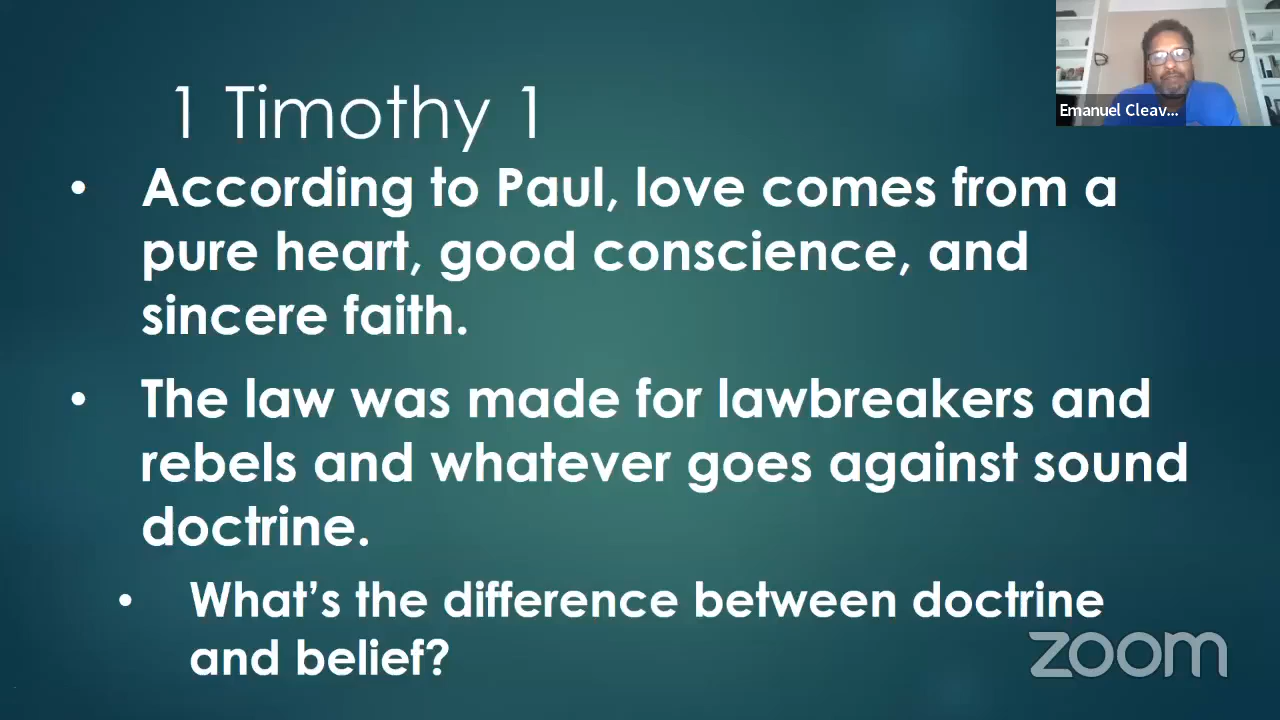 1 Timothy 1
Emanuel Cleav...
• According to Paul, love comes from a
pure heart, good conscience, and
sincere faith.
• The law was made for lawbreakers and
rebels and whatever goes against sound
doctrine.
• What's the difference between doctrine
and belief?
zoom